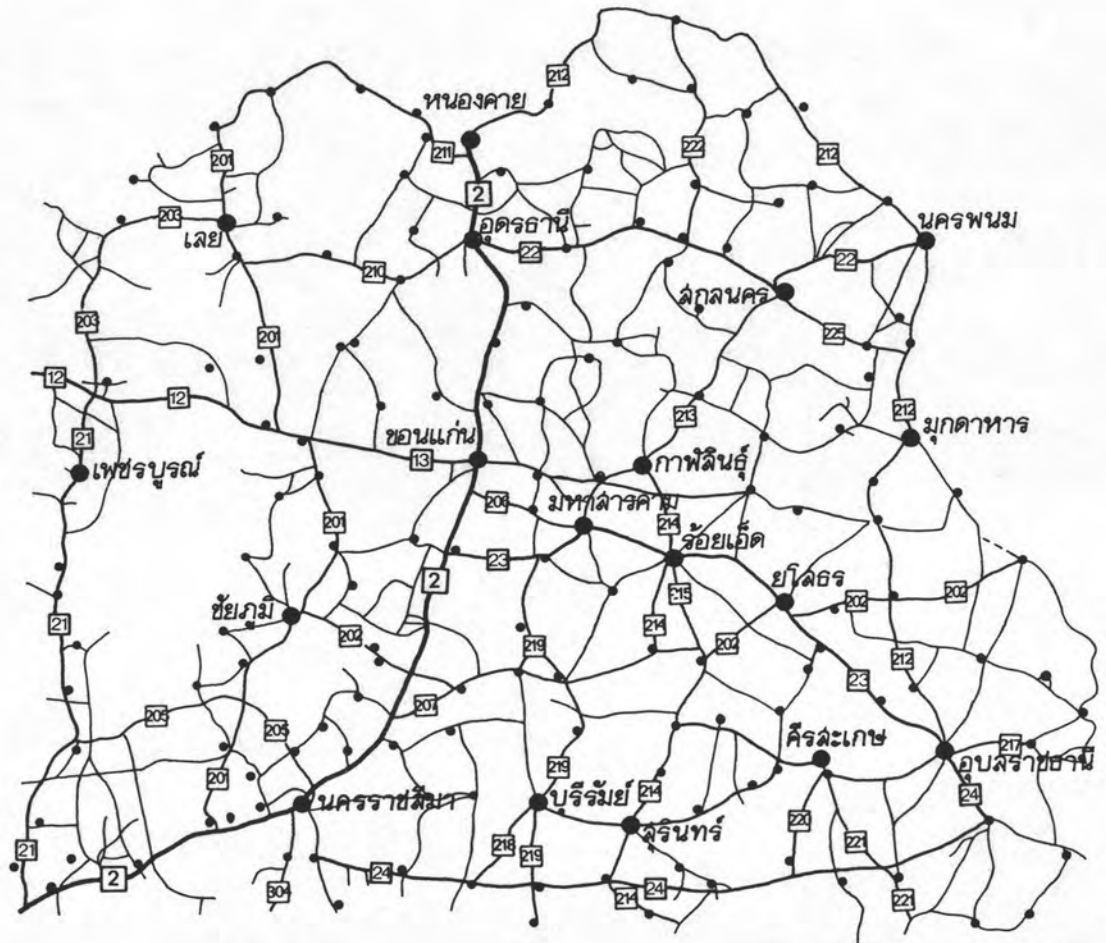 212
หนองคาย
201
211
222
212
2
203
เลย
อุดรธานี
22
นครพนม
22
210
สกลนคร
203
201
225
12
12
213
212
มุกดาหาร
21
ขอนแก่น
13
กาฬสินธุ์
เพชรบูรณ์
206
มหาสารคาม
201
214
ร้อยเอ็ด
23
2
ยโสธร
215
202
202
ชัยภูมิ
21
202
214
202
219
212
23
207
205
205
ศีรสะเกษ
217
อุบลราชธานี
219
201
24
นครราชสีมา
บุรีรัมย์
214
สุรินทร์
220
21
218
219
221
2
24
304
214
24
221